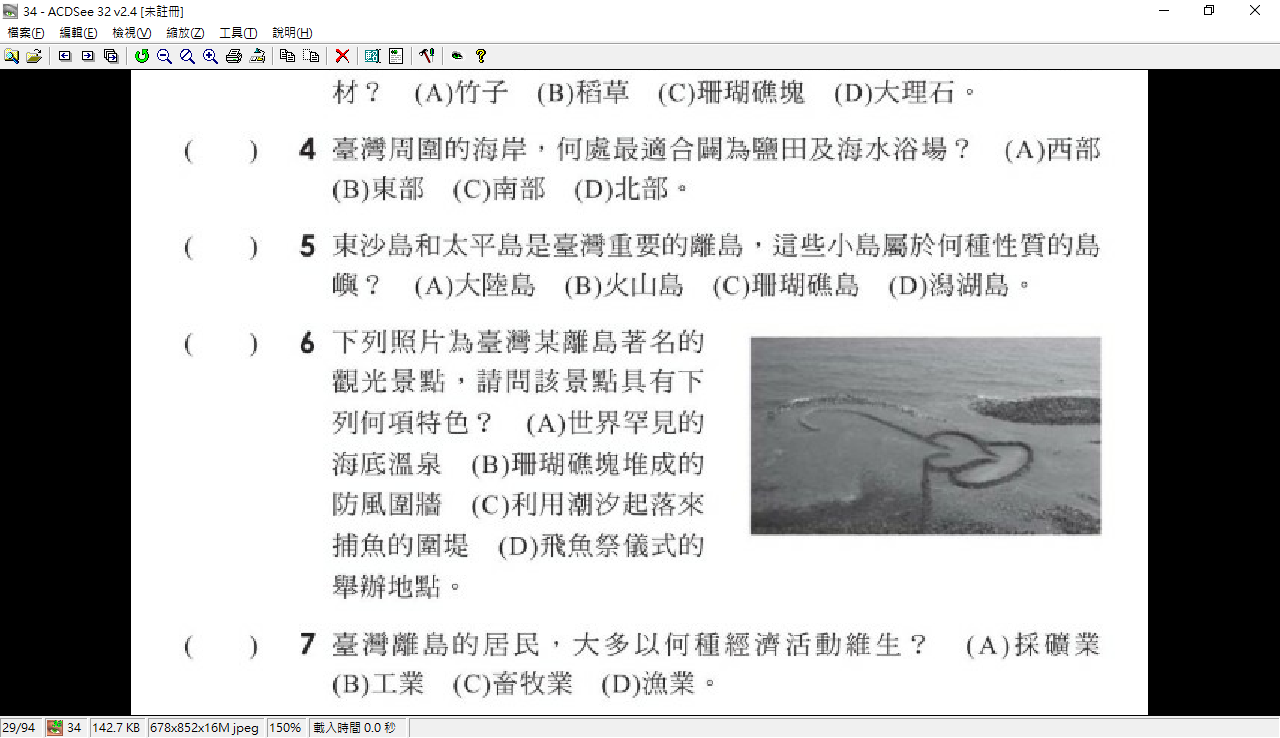 34 - ACDSee 32 v2.4 [未註冊]
檔案(F) 編輯(E) 檢視(V) 縮放(Z) 工具(T) 說明(H)
材？ (A)竹子 (B)稻草 (C)珊瑚礁塊 (D)大理石。
( ) 4 臺灣周圍的海岸，何處最適合闢為鹽田及海水浴場？ (A)西部
(B)東部 (C)南部 (D)北部。
( ) 5 東沙島和太平島是臺灣重要的離島，這些小島屬於何種性質的島
嶼？ (A)大陸島 (B)火山島 (C)珊瑚礁島 (D)潟湖島。
( ) 6 下列照片為臺灣某離島著名的
觀光景點，請問該景點具有下
列何項特色？ (A)世界罕見的
海底溫泉 (B)珊瑚礁塊堆成的
防風圍牆 (C)利用潮汐起落來
捕魚的圍堤 (D)飛魚祭儀式的
舉辦地點。
( ) 7 臺灣離島的居民，大多以何種經濟活動維生？ (A)採礦業
(B)工業 (C)畜牧業 (D)漁業。
29/94 34 142.7 KB 678x852x16M jpeg 150% 載入時間 0.0 秒